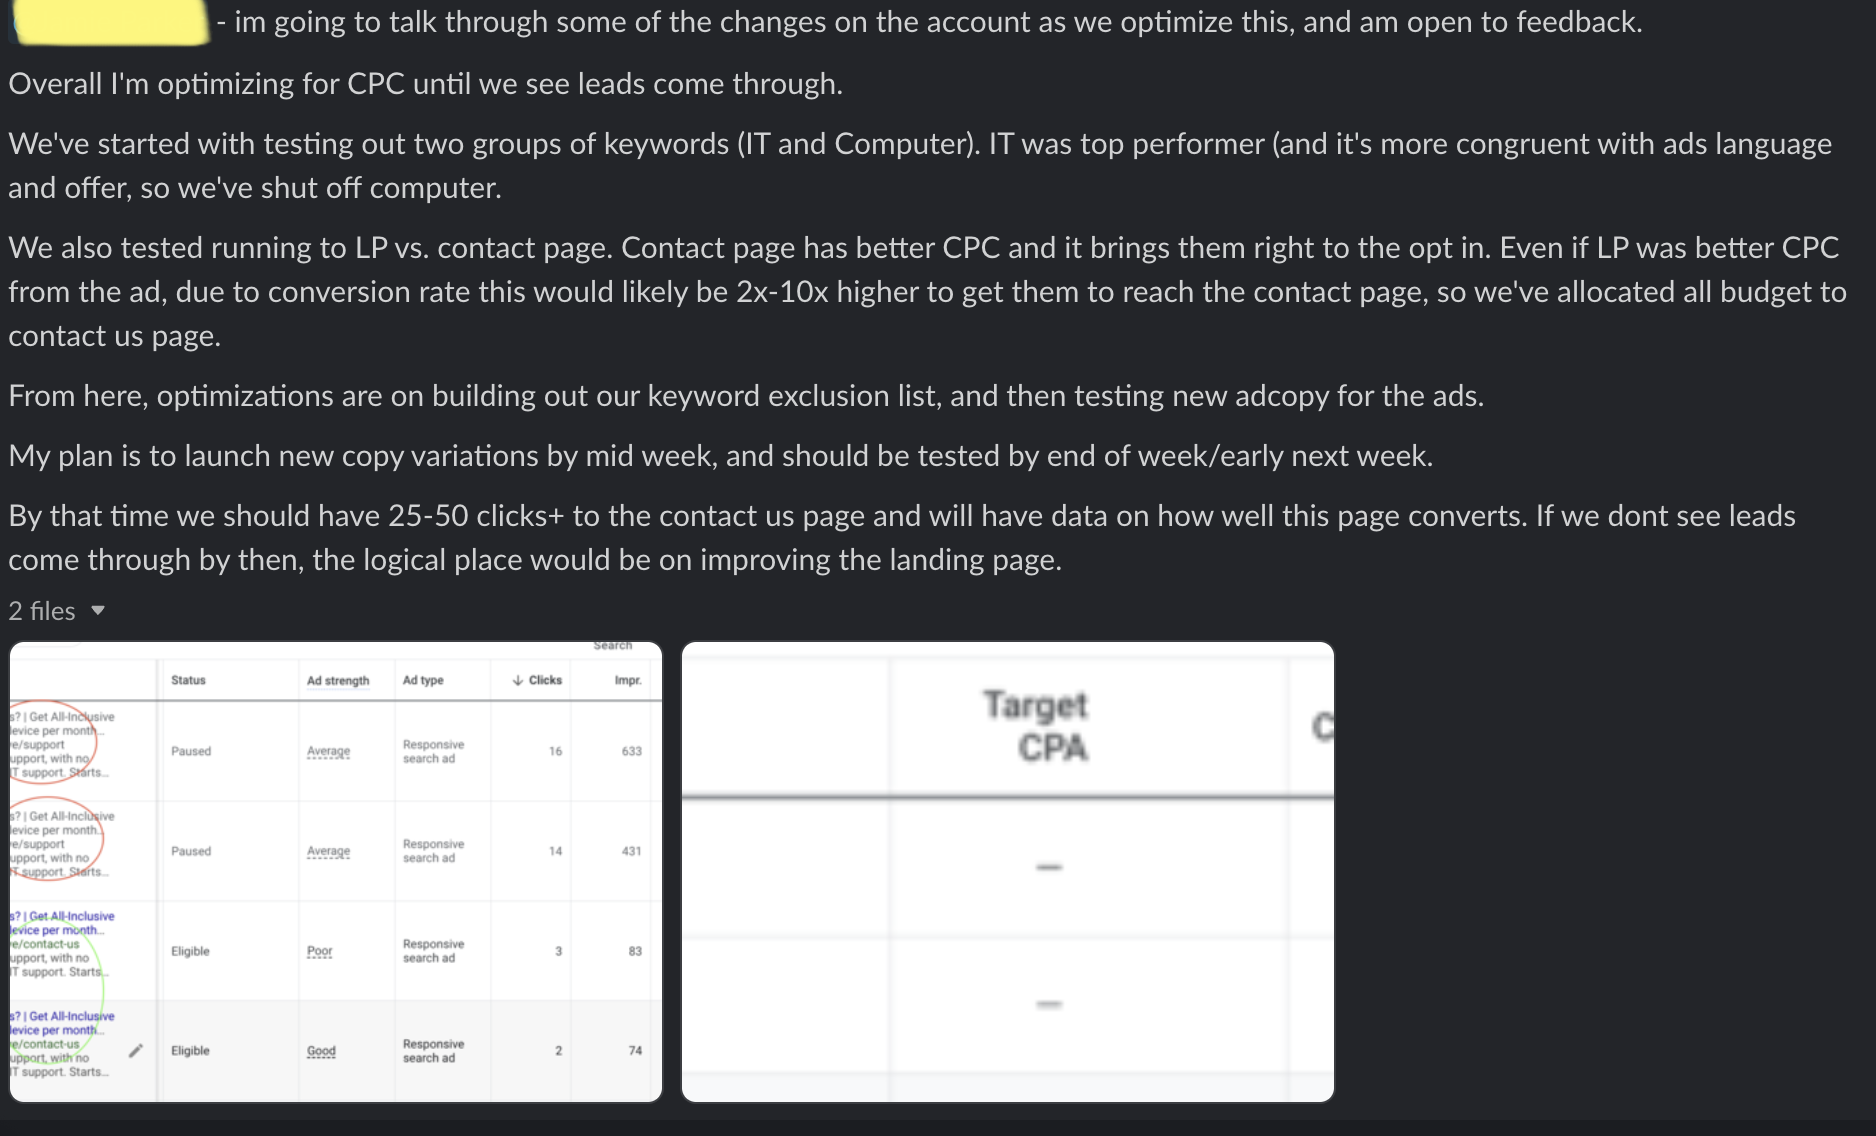 - im going to talk through some of the changes on the account as we optimize this, and am open to feedback.
Overall I'm optimizing for CPC until we see leads come through.
We've started with testing out two groups of keywords (IT and Computer). IT was top performer (and it's more congruent with ads language
and offer, so we've shut off computer.
We also tested running to LP vs. contact page. Contact page has better CPC and it brings them right to the opt in. Even if LP was better CPC
from the ad, due to conversion rate this would likely be 2x-10x higher to get them to reach the contact page, so we've allocated all budget to
contact us page.
From here, optimizations are on building out our keyword exclusion list, and then testing new adcopy for the ads.
My plan is to launch new copy variations by mid week, and should be tested by end of week/early next week.
By that time we should have 25-50 clicks+ to the contact us page and will have data on how well this page converts. If we dont see leads
come through by then, the logical place would be on improving the landing page.
2 files
Search
Status Ad strength Ad type ↓ Clicks Impr.
s? | Get All-Inclusive
levice per month...
e/support
upport, with no
IT support. Starts...
Paused Average Responsive search ad 16 633
s? | Get All-Inclusive
levice per month...
e/support
upport, with no
IT support. Starts...
Paused Average Responsive search ad 14 431
s? | Get All-Inclusive
levice per month...
e/contact-us
upport, with no
IT support. Starts...
Eligible Poor Responsive search ad 3 83
s? | Get All-Inclusive
levice per month...
e/contact-us
upport, with no
IT support. Starts...
Eligible Good Responsive search ad 2 74
Target
CPA
C
—
—